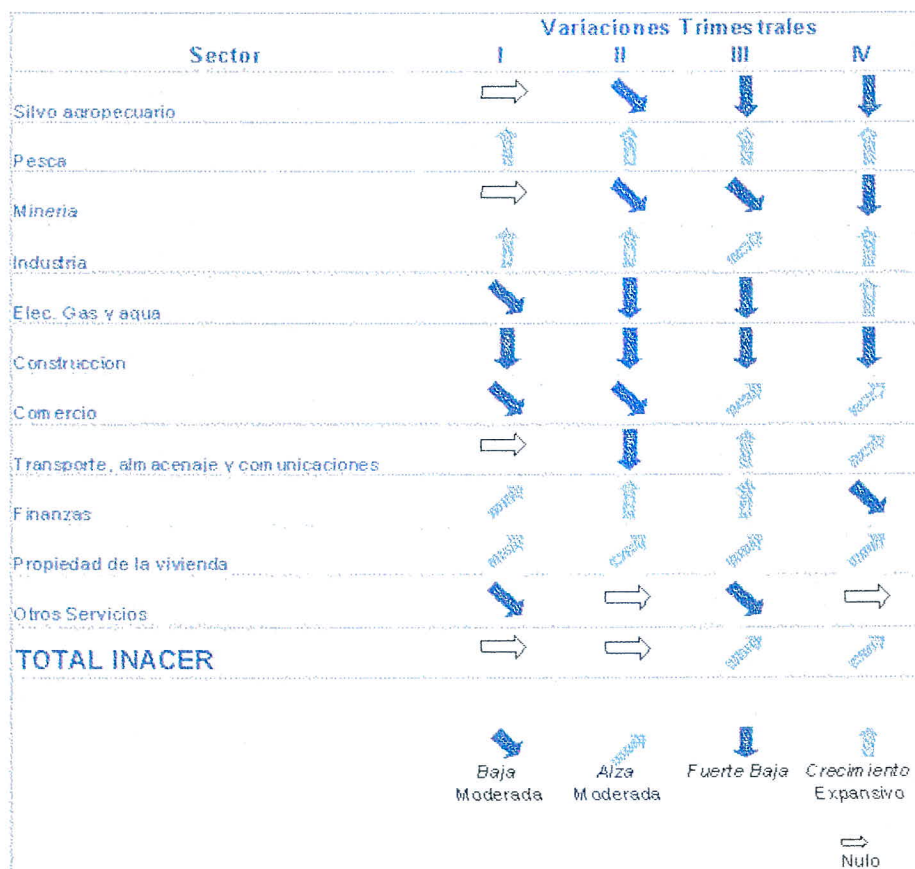 Variaciones Trimestrales
Sector I II III IV
Silvo agropecuario
Pesca
Mineria
Industria
Elec. Gas y agua
Construccion
Comercio
Transporte, almacenaje y comunicaciones
Finanzas
Propiedad de la vivienda
Otros Servicios
TOTAL INACER
Baja Alza Fuerte Baja Crecimiento
Moderada Moderada Expansivo
Nulo